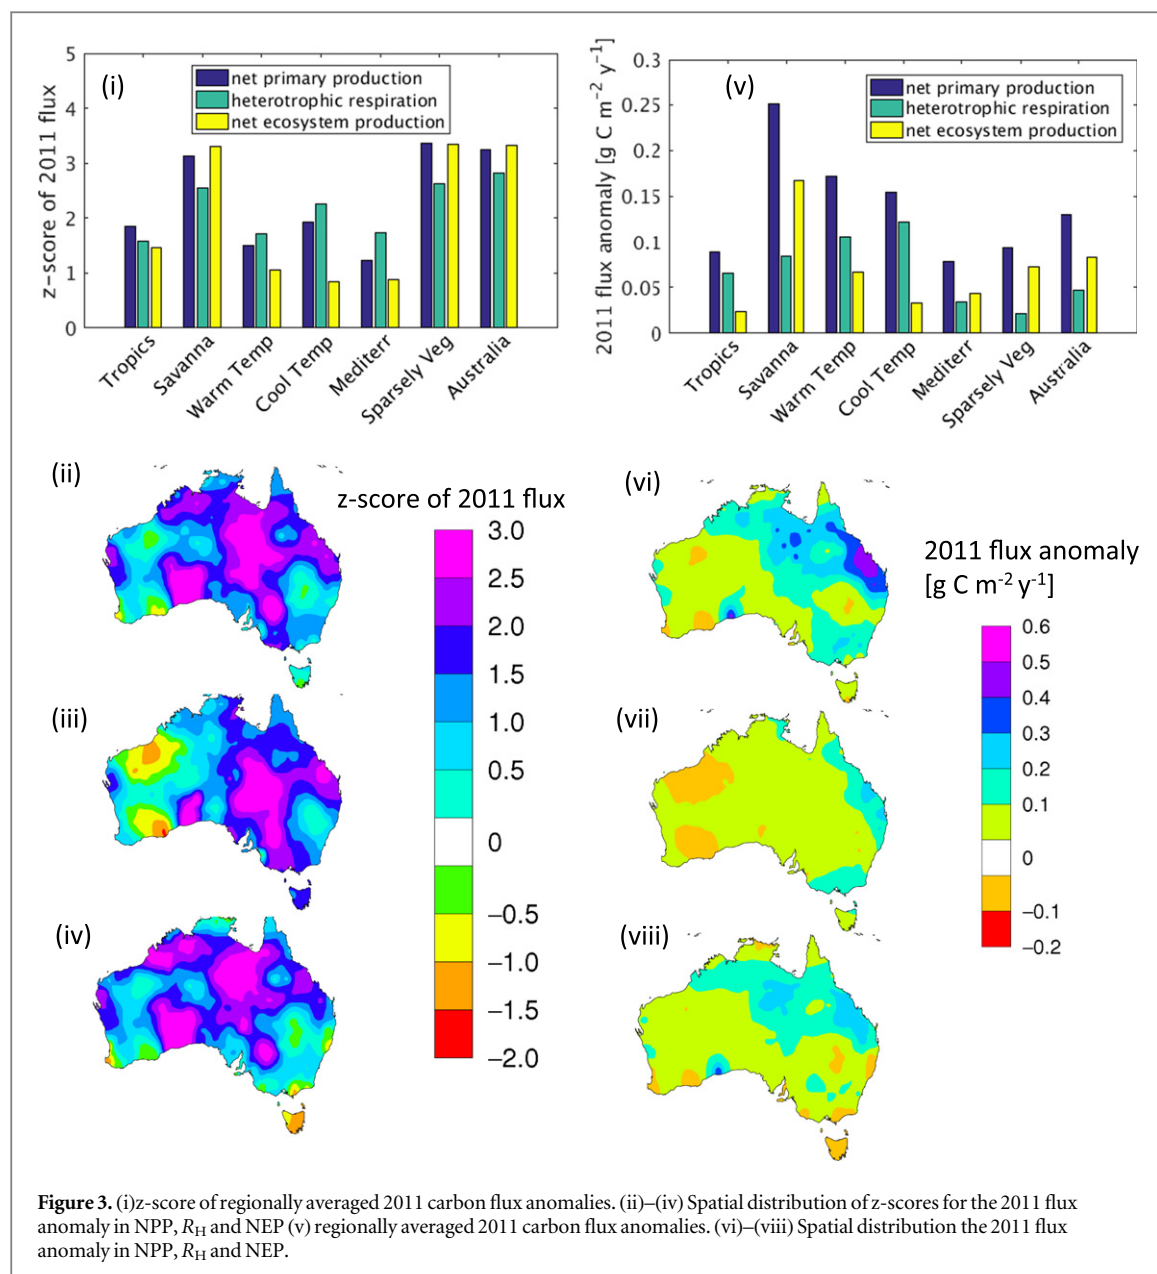 (i)
z-score of 2011 flux
5
4
3
2
1
0
net primary production
heterotrophic respiration
net ecosystem production
Tropics
Savanna
Warm Temp
Cool Temp
Mediterr
Sparsely Veg
Australia
(v)
2011 flux anomaly [g C m⁻² y⁻¹]
0.3
0.25
0.2
0.15
0.1
0.05
0
net primary production
heterotrophic respiration
net ecosystem production
Tropics
Savanna
Warm Temp
Cool Temp
Mediterr
Sparsely Veg
Australia
(ii)
z-score of 2011 flux
3.0
2.5
2.0
1.5
1.0
0.5
0
−0.5
−1.0
−1.5
−2.0
(iii)
(iv)
(vi)
2011 flux anomaly
[g C m⁻² y⁻¹]
0.6
0.5
0.4
0.3
0.2
0.1
0
−0.1
−0.2
(vii)
(viii)
Figure 3. (i)z-score of regionally averaged 2011 carbon flux anomalies. (ii)–(iv) Spatial distribution of z-scores for the 2011 flux
anomaly in NPP, R_H and NEP (v) regionally averaged 2011 carbon flux anomalies. (vi)–(viii) Spatial distribution the 2011 flux
anomaly in NPP, R_H and NEP.